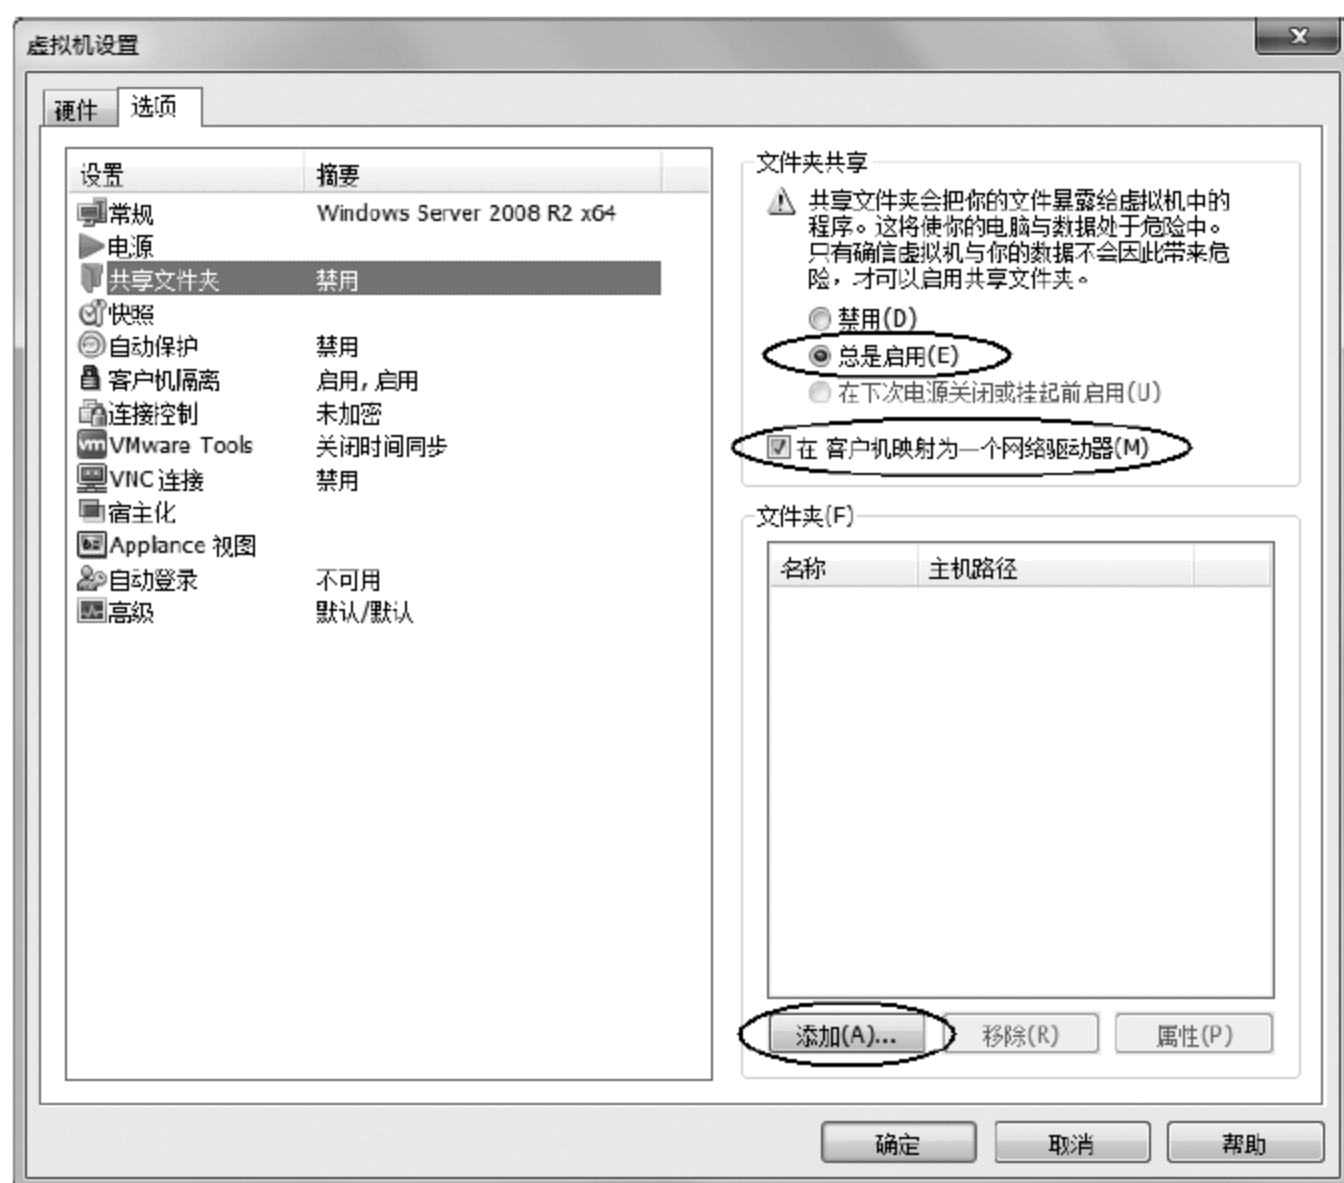 虚拟机设置
x
硬件 选项
设置 摘要
常规 Windows Server 2008 R2 x64
电源
共享文件夹 禁用
快照
自动保护 禁用
客户机隔离 启用, 启用
连接控制 未加密
vm VMware Tools 关闭时间同步
VNC 连接 禁用
宿主化
Appliance 视图
自动登录 不可用
高级 默认/默认
文件夹共享
共享文件夹会把你的文件暴露给虚拟机中的
程序。这将使你的电脑与数据处于危险中。
只有确信虚拟机与你的数据不会因此带来危
险，才可以启用共享文件夹。
禁用(D)
总是启用(E)
在下次电源关闭或挂起前启用(U)
在 客户机映射为一个网络驱动器(M)
文件夹(F)
名称 主机路径
添加(A)... 移除(R) 属性(P)
确定 取消 帮助